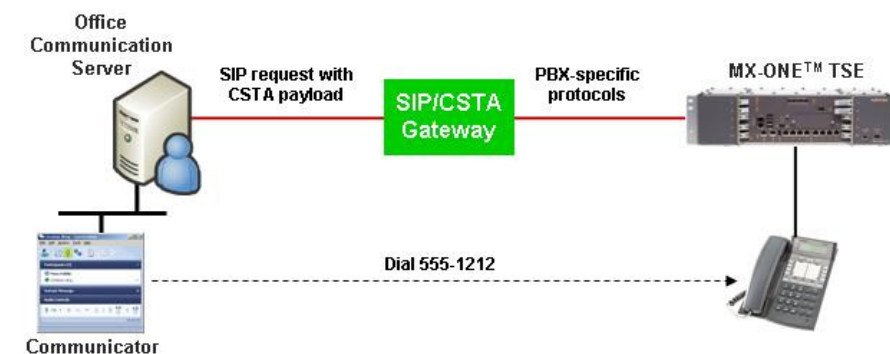 Office
Communication
Server
SIP request with
CSTA payload
SIP/CSTA
Gateway
PBX-specific
protocols
MX-ONE™ TSE
Dial 555-1212
Communicator